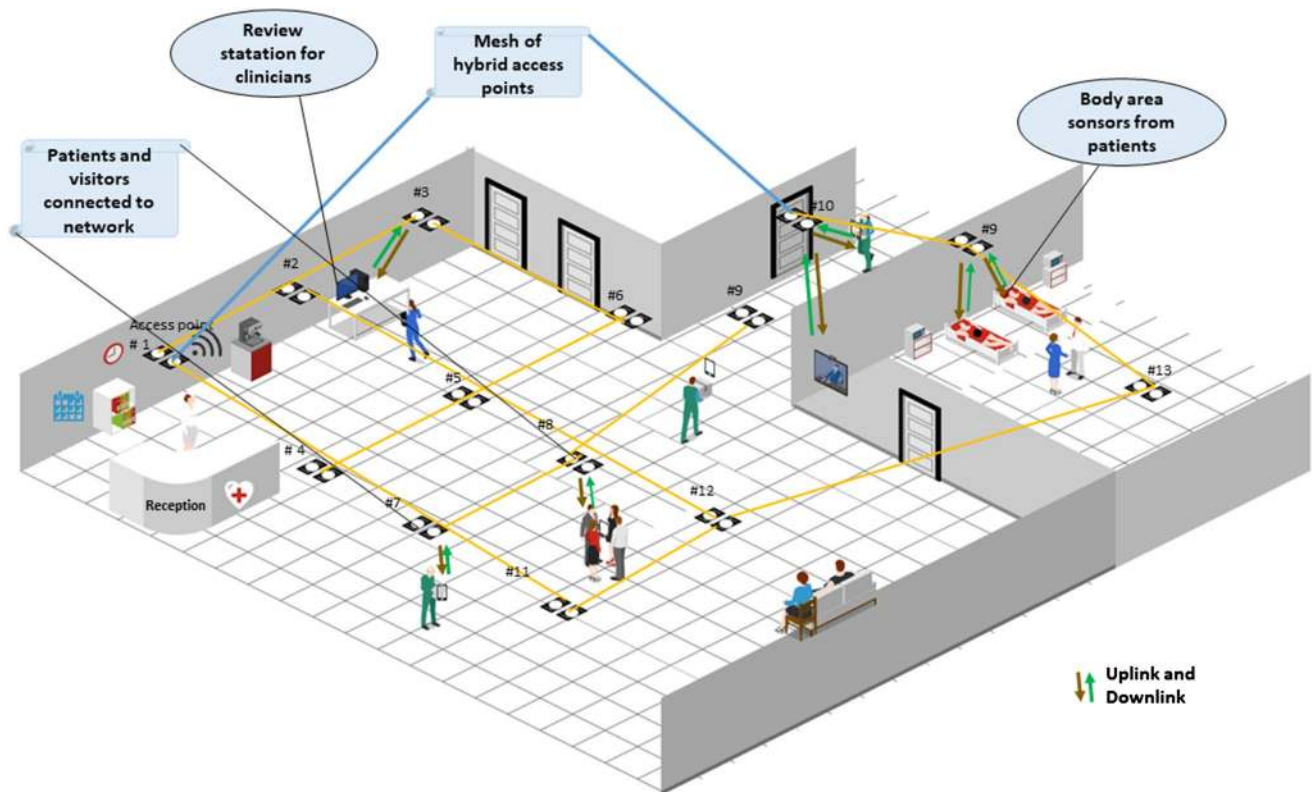 Review
statation for
clinicians
Mesh of
hybrid access
points
Body area
sonsors from
patients
Patients and
visitors
connected to
network
#3
#10
#2
#9
#6
#9
Access point
# 1
#5
#13
#8
# 4
#12
Reception
#7
#11
Uplink and
Downlink